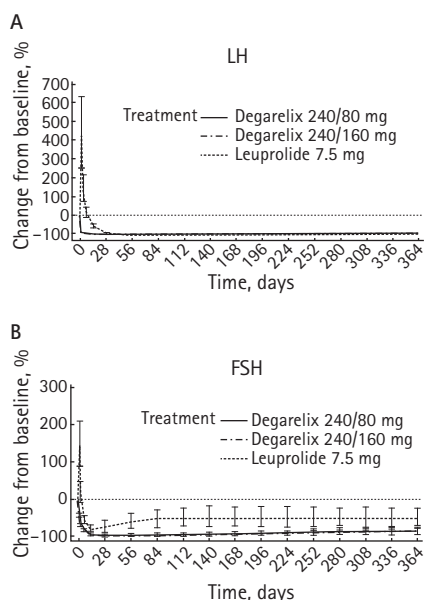 A
LH
Change from baseline, %
700
600
500
400
300
200
100
0
−100
Treatment
Degarelix 240/80 mg
Degarelix 240/160 mg
Leuprolide 7.5 mg
0 28 56 84 112 140 168 196 224 252 280 308 336 364
Time, days
B
FSH
Change from baseline, %
300
200
100
0
−100
Treatment
Degarelix 240/80 mg
Degarelix 240/160 mg
Leuprolide 7.5 mg
0 28 56 84 112 140 168 196 224 252 280 308 336 364
Time, days